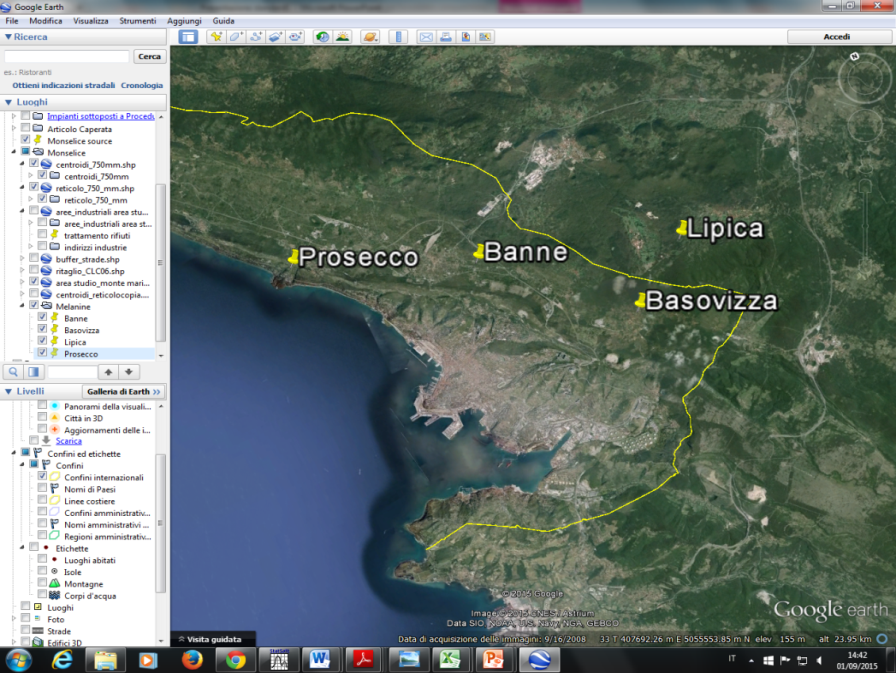 Google Earth
File Modifica Visualizza Strumenti Aggiungi Guida
Ricerca
Accedi
Cerca
es.: Ristoranti
Ottieni indicazioni stradali Cronologia
Luoghi
Impianti sottoposti a Procedu
Articolo Caperata
Monselice source
Monselice
centroidi_750mm.shp
centroidi_750mm
reticolo_750_mm.shp
reticolo_750_mm
aree_industriali area stu...
aree_industriali area st...
trattamento rifiuti
indirizzi industrie
buffer_strade.shp
ritaglio_CLC06.shp
area studio_monte mari...
centroidi_reticolocopia....
Melanine
Banne
Basovizza
Lipica
Prosecco
Livelli
Galleria di Earth >>
Panorami della visuali...
Città in 3D
Aggiornamenti delle i...
Scarica
Confini ed etichette
Confini
Confini internazionali
Nomi di Paesi
Linee costiere
Confini amministrativ...
Nomi amministrativi ...
Regioni amministrativ...
Etichette
Luoghi abitati
Isole
Montagne
Corpi d'acqua
Luoghi
Foto
Strade
Edifici 3D
Lipica
Prosecco
Banne
Basovizza
© 2015 Google
Image © 2015 CNES / Astrium
Data SIO, NOAA, U.S. Navy, NGA, GEBCO
Google earth
Visita guidata
Data di acquisizione delle immagini: 9/16/2008 33 T 407692.26 m E 5055553.85 m N elev 155 m alt 23.95 km
IT
14:42
01/09/2015